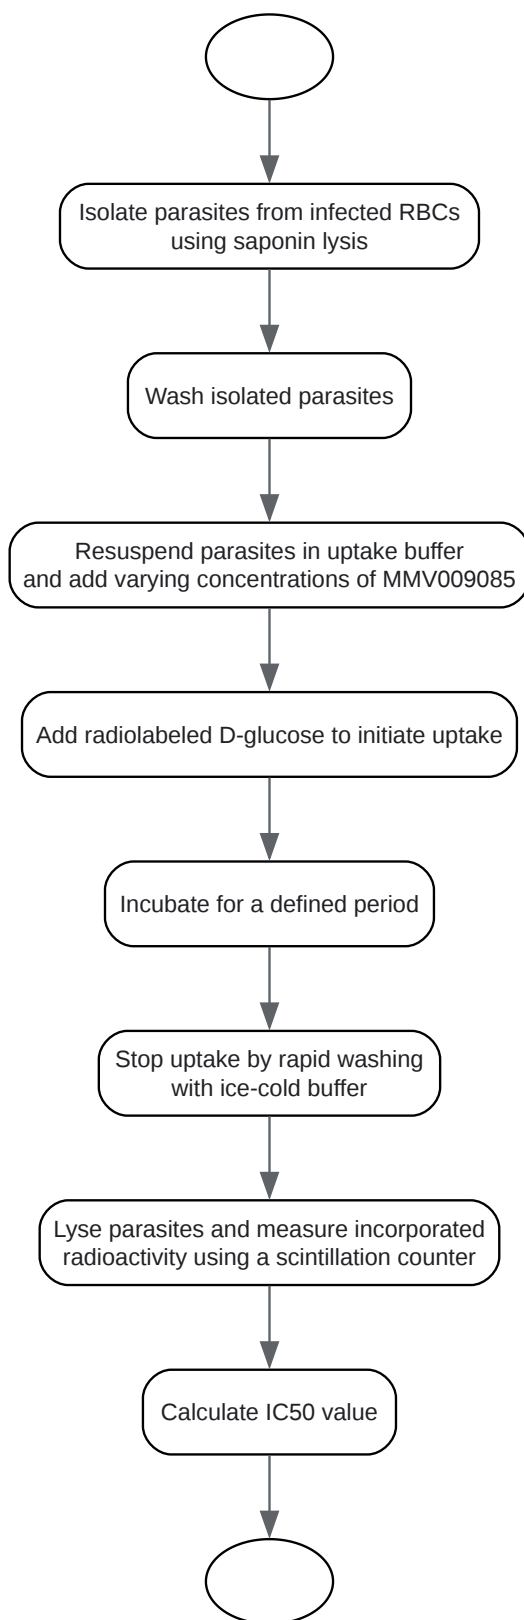 Isolate parasites from infected RBCs
using saponin lysis
Wash isolated parasites
Resuspend parasites in uptake buffer
and add varying concentrations of MMV009085
Add radiolabeled D-glucose to initiate uptake
Incubate for a defined period
Stop uptake by rapid washing
with ice-cold buffer
Lyse parasites and measure incorporated
radioactivity using a scintillation counter
Calculate IC50 value